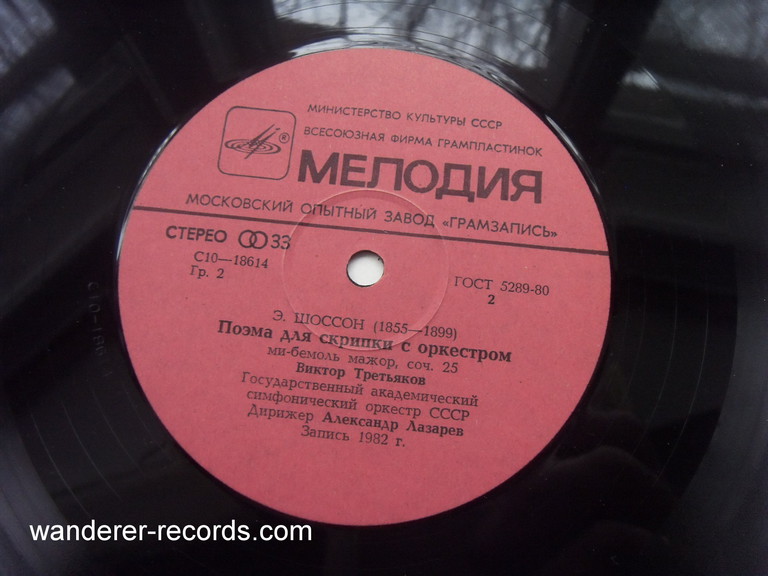 МИНИСТЕРСТВО КУЛЬТУРЫ СССР
ВСЕСОЮЗНАЯ ФИРМА ГРАМПЛАСТИНОК
®
МЕЛОДИЯ
МОСКОВСКИЙ ОПЫТНЫЙ ЗАВОД «ГРАМЗАПИСЬ»
СТЕРЕО 33
С10—18614
Гр. 2
ГОСТ 5289-80
2
Э. ШОССОН (1855—1899)
Поэма для скрипки с оркестром
ми-бемоль мажор, соч. 25
Виктор Третьяков
Государственный академический
симфонический оркестр СССР
Дирижер Александр Лазарев
Запись 1982 г.
wanderer-records.com